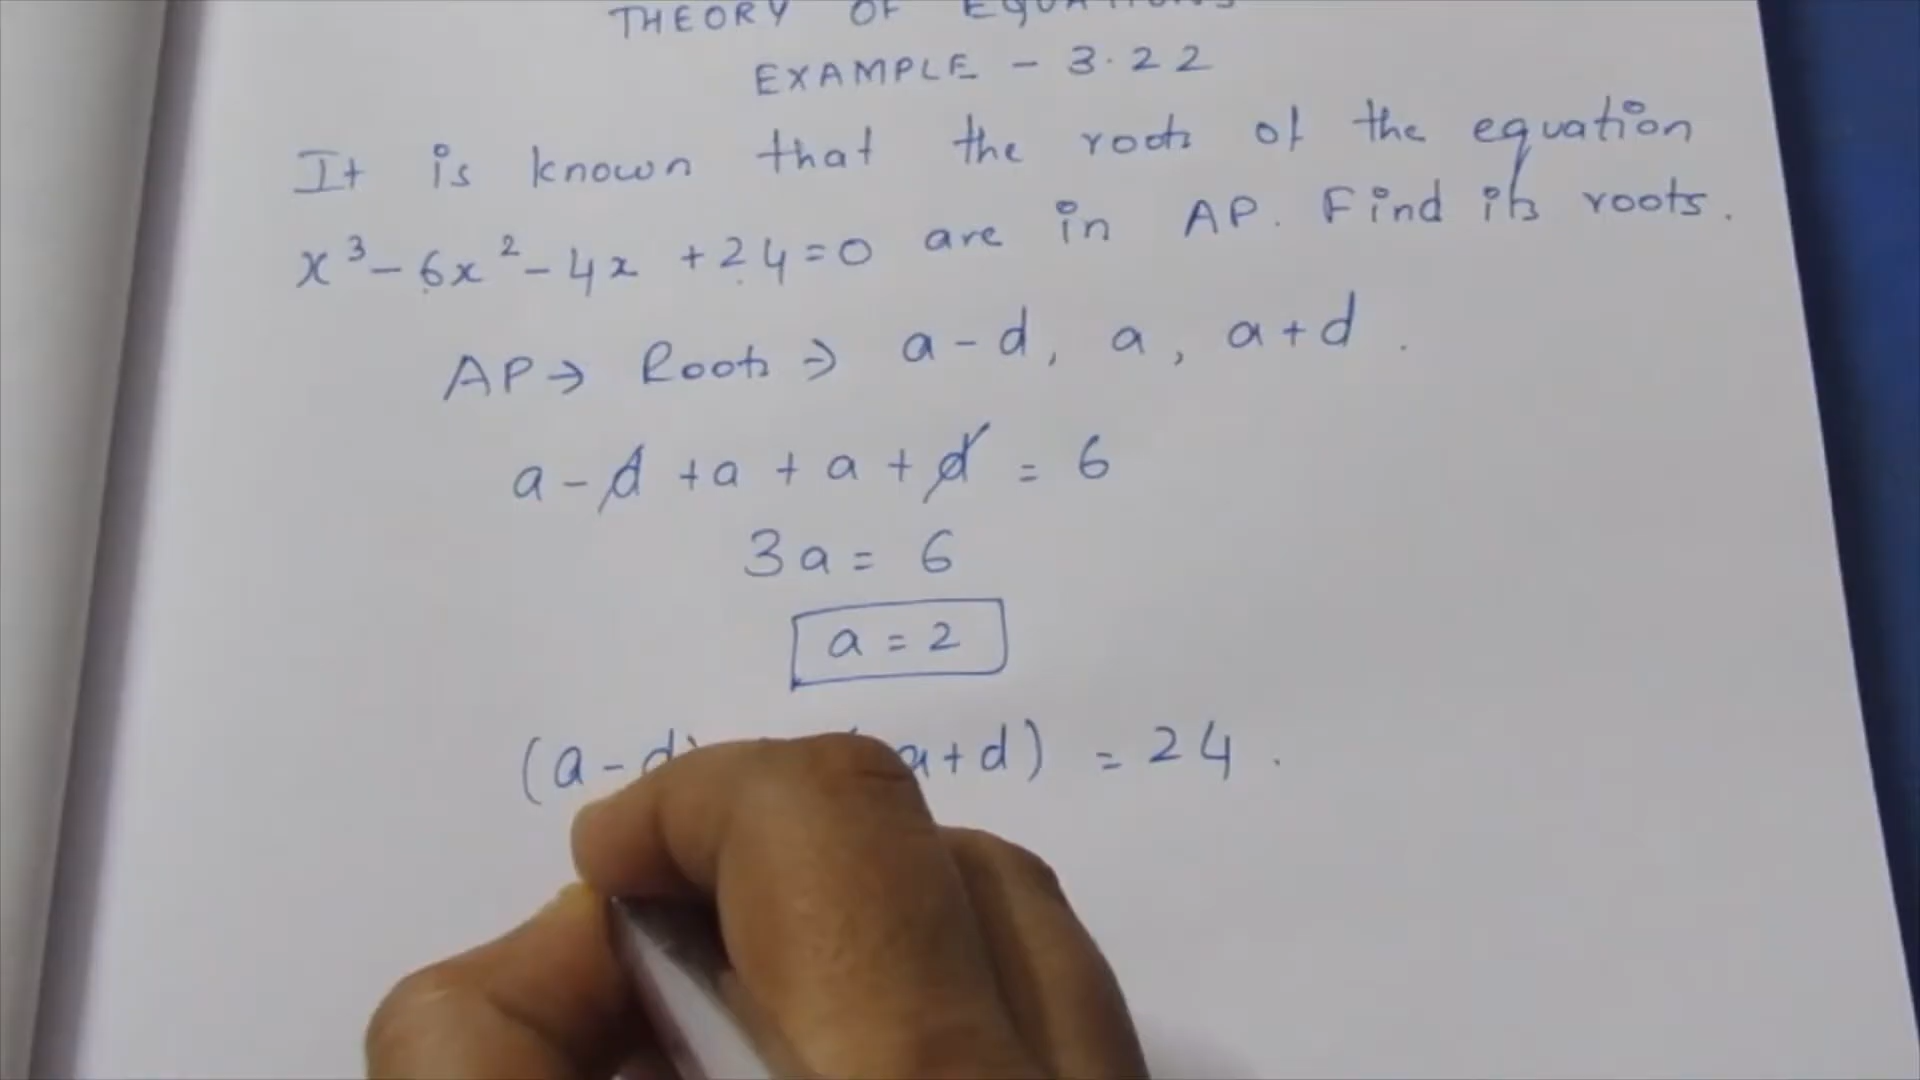 THEORY OF EQUATIONS
EXAMPLE - 3.22
It is known that the roots of the equation
x³ - 6x² - 4x + 24 = 0 are in AP. Find its roots.
AP → Roots ⇒ a - d, a, a + d.
a - d + a + a + d = 6
3a = 6
a = 2
(a - d) (a + d) = 24.